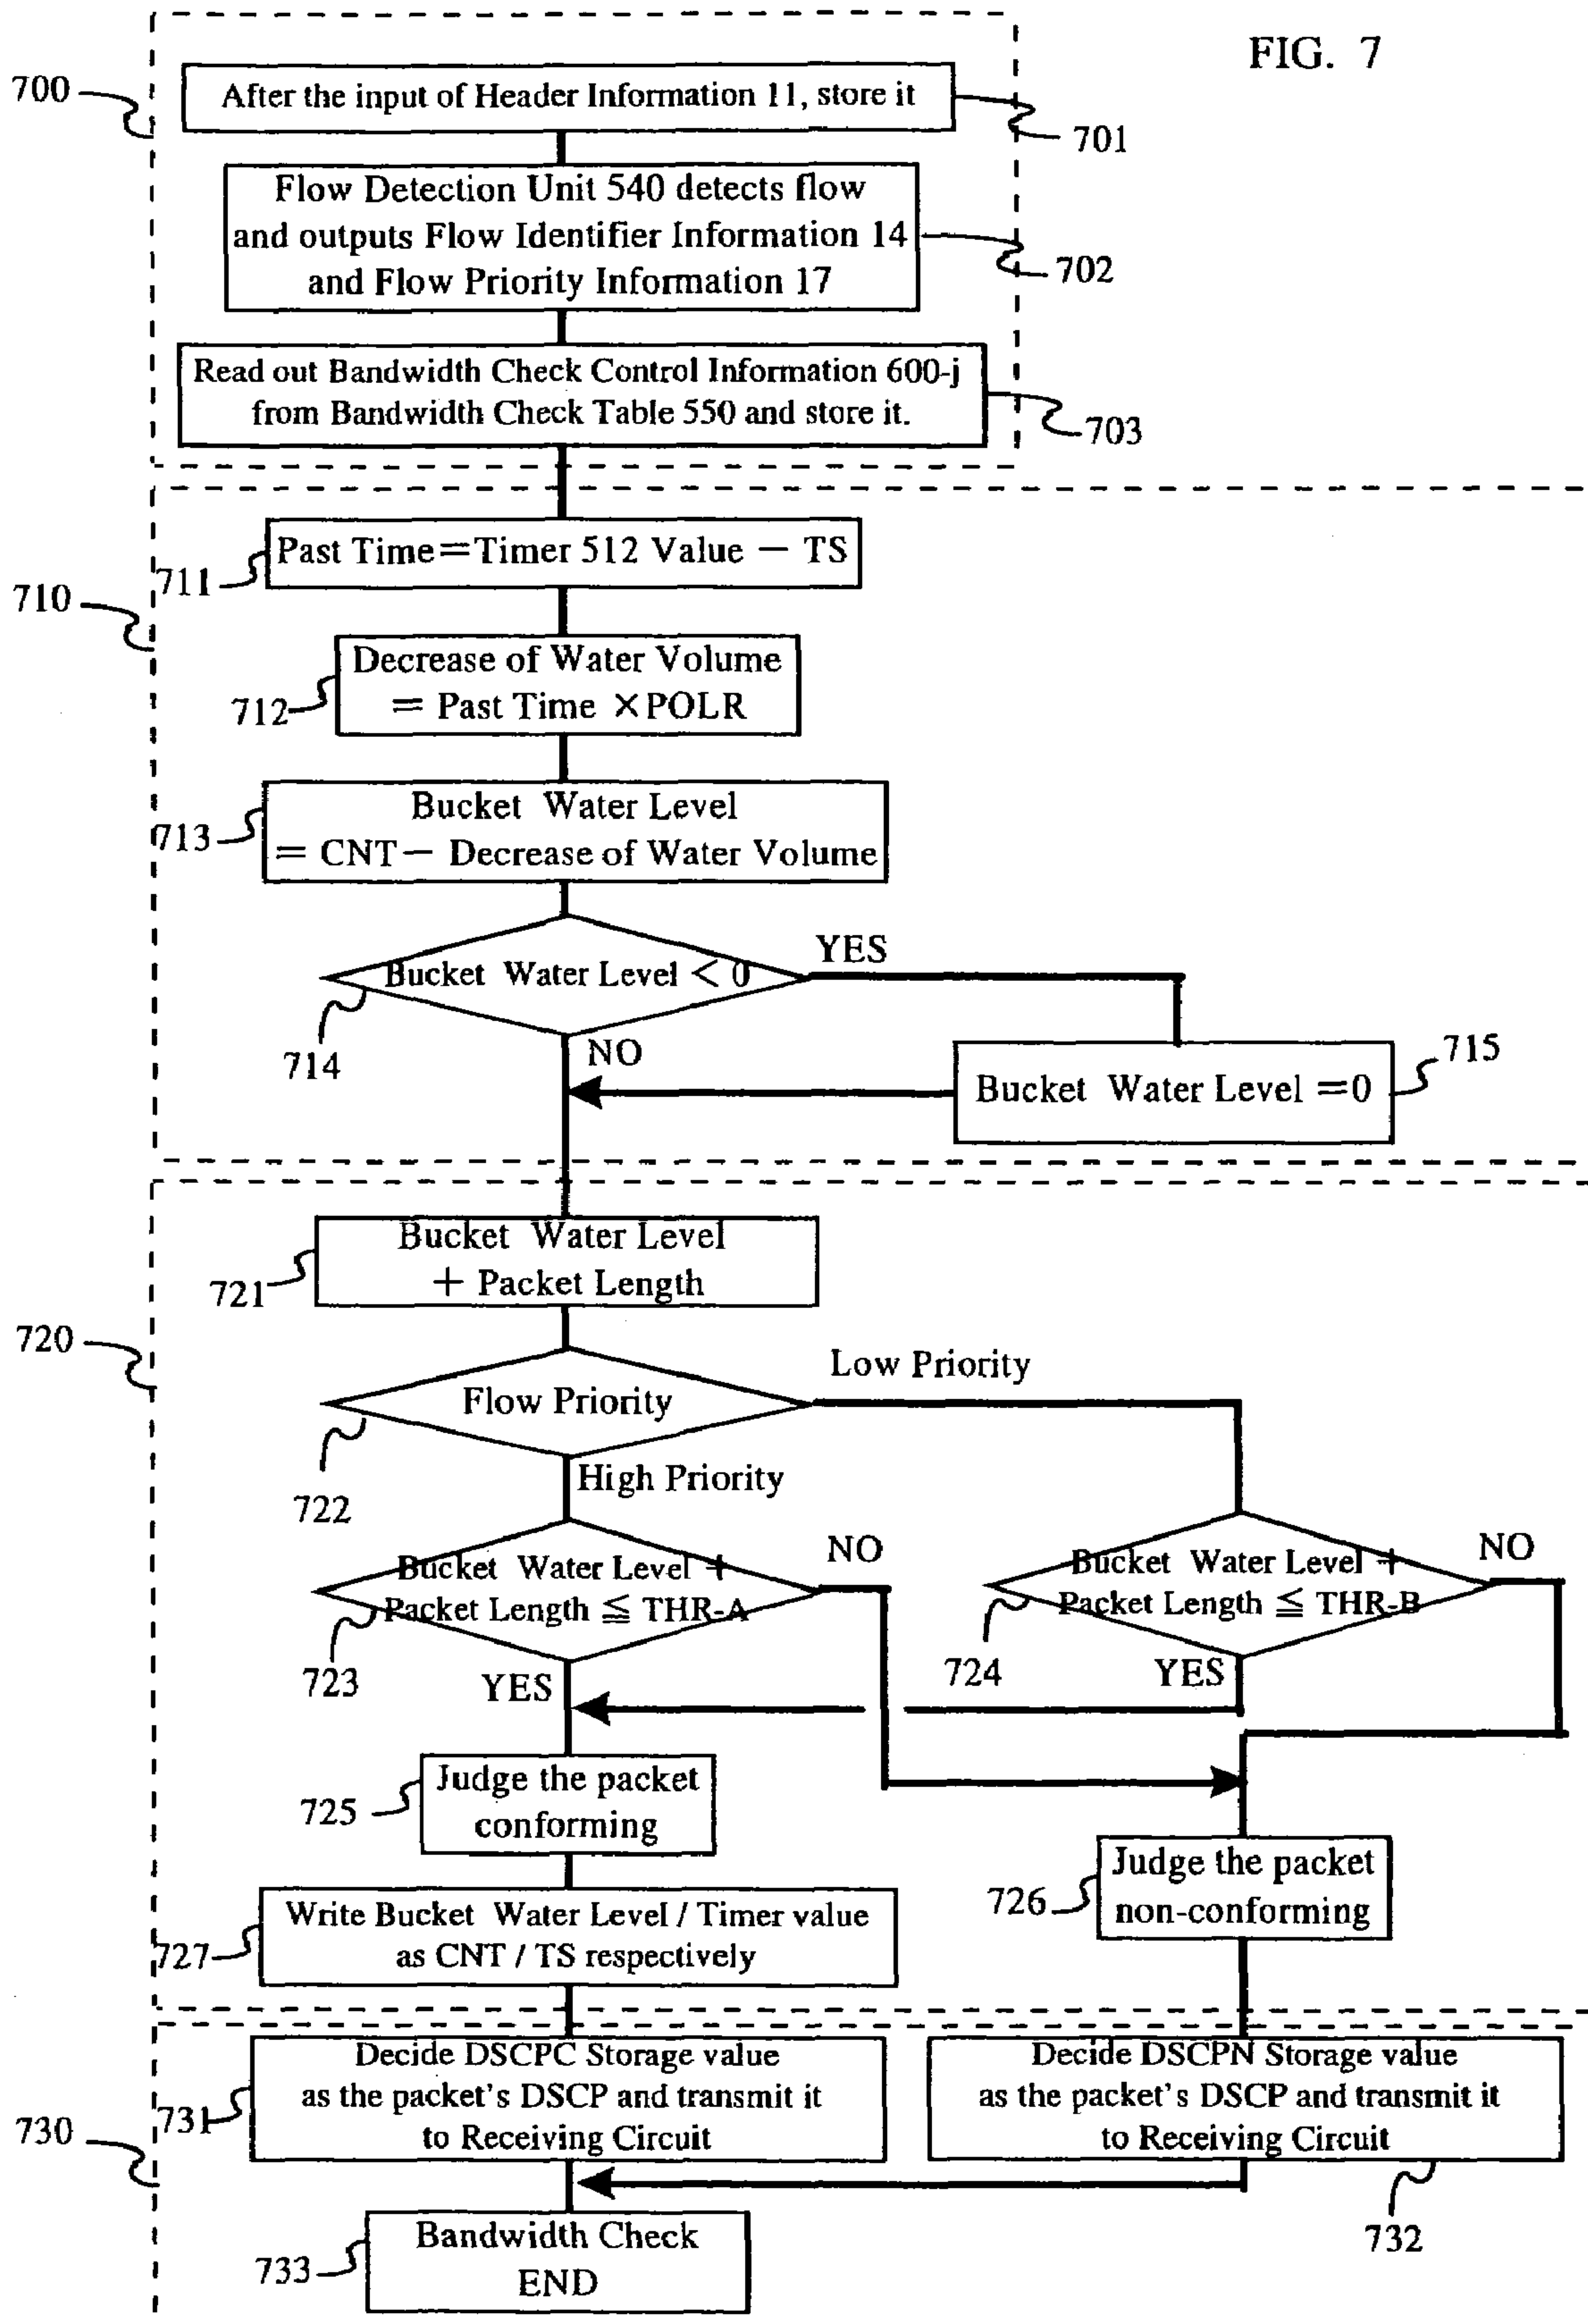 FIG. 7
700
After the input of Header Information 11, store it
701
Flow Detection Unit 540 detects flow
and outputs Flow Identifier Information 14
and Flow Priority Information 17
702
Read out Bandwidth Check Control Information 600-j
from Bandwidth Check Table 550 and store it.
703
710
Past Time=Timer 512 Value − TS
711
Decrease of Water Volume
= Past Time ×POLR
712
Bucket Water Level
= CNT− Decrease of Water Volume
713
Bucket Water Level < 0
YES
714
NO
715
Bucket Water Level =0
Bucket Water Level
+ Packet Length
721
720
Low Priority
Flow Priority
High Priority
722
Bucket Water Level +
Packet Length ≦ THR-A
NO
723
YES
Bucket Water Level +
Packet Length ≦ THR-B
NO
724
YES
Judge the packet
conforming
725
Judge the packet
non-conforming
726
Write Bucket Water Level / Timer value
as CNT / TS respectively
727
Decide DSCPC Storage value
as the packet's DSCP and transmit it
to Receiving Circuit
731
730
Decide DSCPN Storage value
as the packet's DSCP and transmit it
to Receiving Circuit
732
Bandwidth Check
END
733